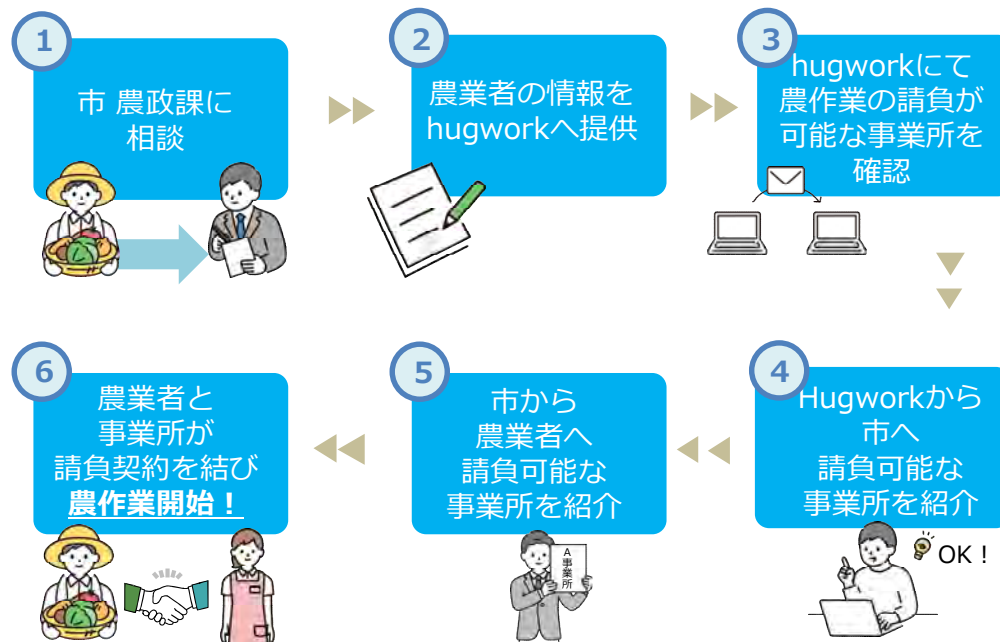 1
市 農政課に
相談
2
農業者の情報を
hugworkへ提供
3
hugworkにて
農作業の請負が
可能な事業所を
確認
4
Hugworkから
市へ
請負可能な
事業所を紹介
OK！
5
市から
農業者へ
請負可能な
事業所を紹介
A事業所
6
農業者と
事業所が
請負契約を結び
農作業開始！